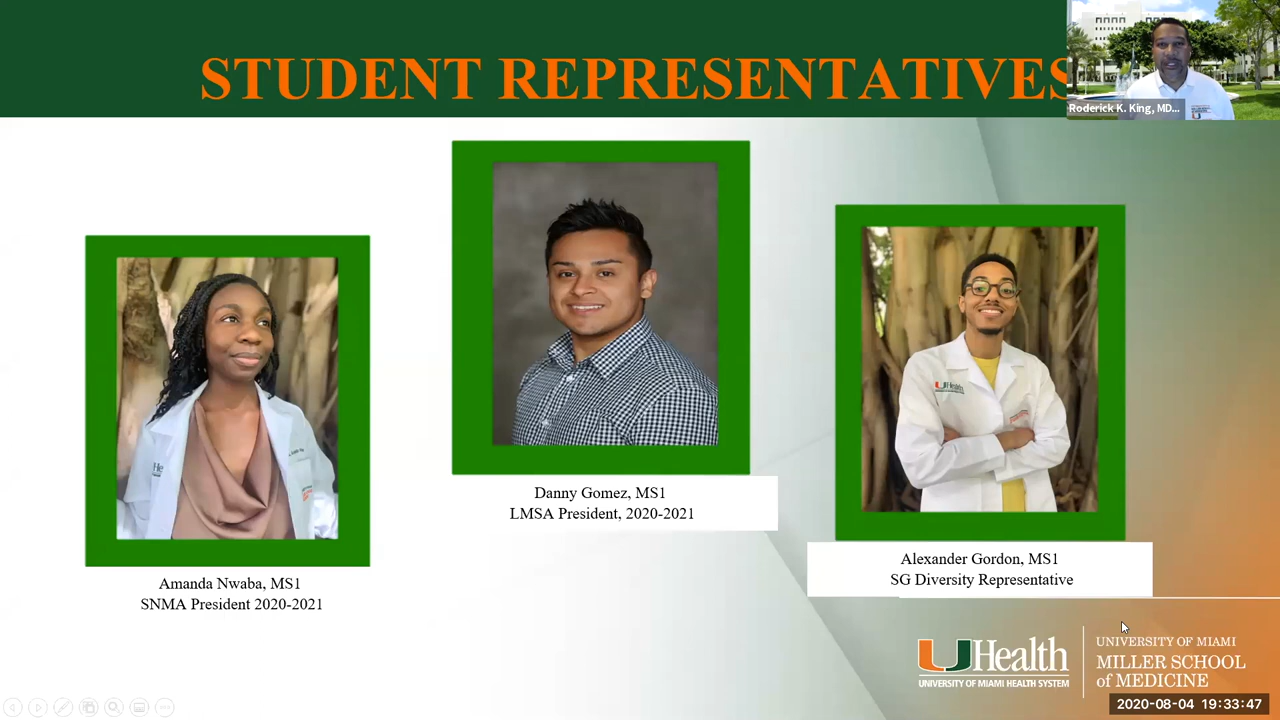 STUDENT REPRESENTATIVES
Roderick K. King, MD...
Amanda Nwaba, MS1
SNMA President 2020-2021
Danny Gomez, MS1
LMSA President, 2020-2021
UHealth
Alexander Gordon, MS1
SG Diversity Representative
UHealth
UNIVERSITY OF MIAMI HEALTH SYSTEM
UNIVERSITY OF MIAMI
MILLER SCHOOL
of MEDICINE
2020-08-04 19:33:47